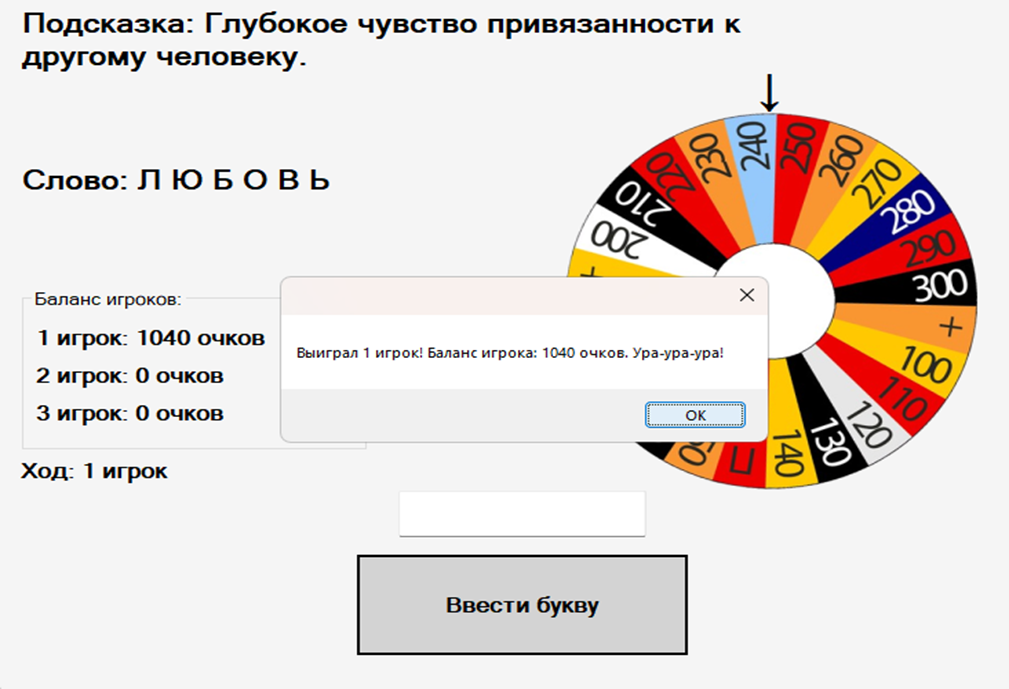 Подсказка: Глубокое чувство привязанности к
другому человеку.
Слово: Л Ю Б О В Ь
Баланс игроков:
1 игрок: 1040 очков
2 игрок: 0 очков
3 игрок: 0 очков
Ход: 1 игрок
Выиграл 1 игрок! Баланс игрока: 1040 очков. Ура-ура-ура!
OK
200
210
220
230
240
250
260
270
280
290
300
+
100
110
120
130
140
П
+
Ввести букву